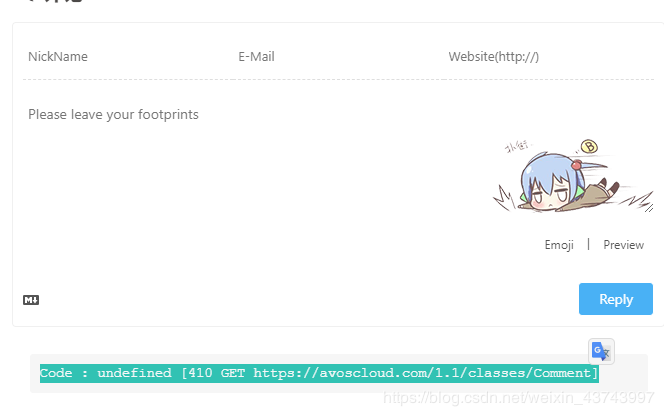 NickName
E-Mail
Website(http://)
Please leave your footprints
B
Emoji | Preview
M
Reply
G
Code : undefined [410 GET https://avoscloud.com/1.1/classes/Comment]
https://blog.csdn.net/weixin_43743997